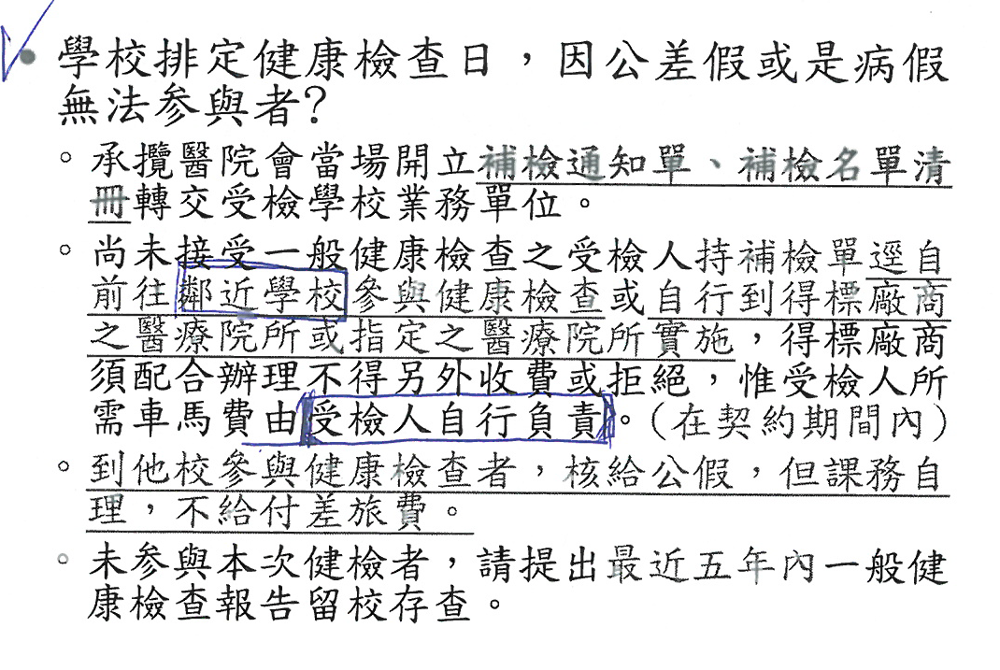 • 學校排定健康檢查日，因公差假或是病假
無法參與者?
◦ 承攬醫院會當場開立補檢通知單、補檢名單清
冊轉交受檢學校業務單位。
◦ 尚未接受一般健康檢查之受檢人持補檢單逕自
前往鄰近學校參與健康檢查或自行到得標廠商
之醫療院所或指定之醫療院所實施，得標廠商
須配合辦理不得另外收費或拒絕，惟受檢人所
需車馬費由受檢人自行負責。(在契約期間內)
◦ 到他校參與健康檢查者，核給公假，但課務自
理，不給付差旅費。
◦ 未參與本次健檢者，請提出最近五年內一般健
康檢查報告留校存查。